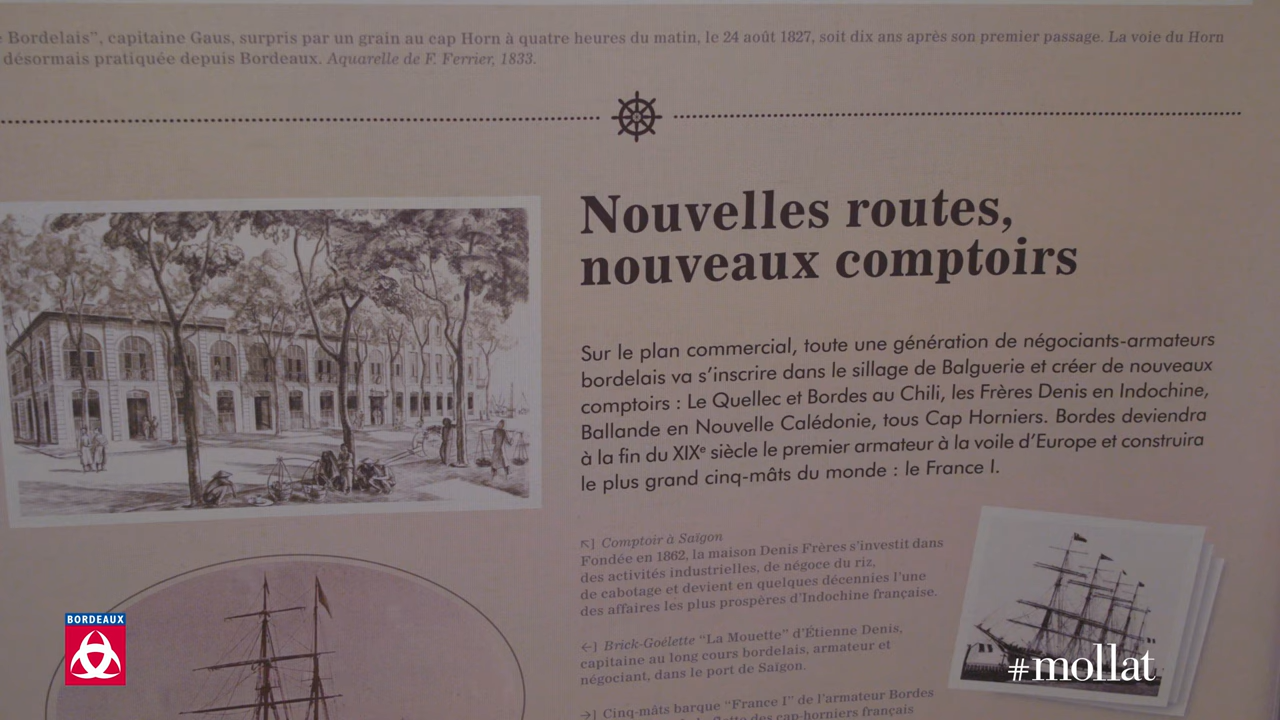 Bordelais”, capitaine Gaus, surpris par un grain au cap Horn à quatre heures du matin, le 24 août 1827, soit dix ans après son premier passage. La voie du Horn
désormais pratiquée depuis Bordeaux. Aquarelle de F. Ferrier, 1833.
Nouvelles routes,
nouveaux comptoirs
Sur le plan commercial, toute une génération de négociants-armateurs
bordelais va s’inscrire dans le sillage de Balguerie et créer de nouveaux
comptoirs : Le Quellec et Bordes au Chili, les Frères Denis en Indochine,
Ballande en Nouvelle Calédonie, tous Cap Horniers. Bordes deviendra
à la fin du XIXe siècle le premier armateur à la voile d’Europe et construira
le plus grand cinq-mâts du monde : le France I.
↖] Comptoir à Saïgon
Fondée en 1862, la maison Denis Frères s’investit dans
des activités industrielles, de négoce du riz,
de cabotage et devient en quelques décennies l’une
des affaires les plus prospères d’Indochine française.
←] Brick-Goélette “La Mouette” d’Étienne Denis,
capitaine au long cours bordelais, armateur et
négociant, dans le port de Saïgon.
→] Cinq-mâts barque “France I” de l’armateur Bordes
des cap-horniers français
BORDEAUX
#mollat